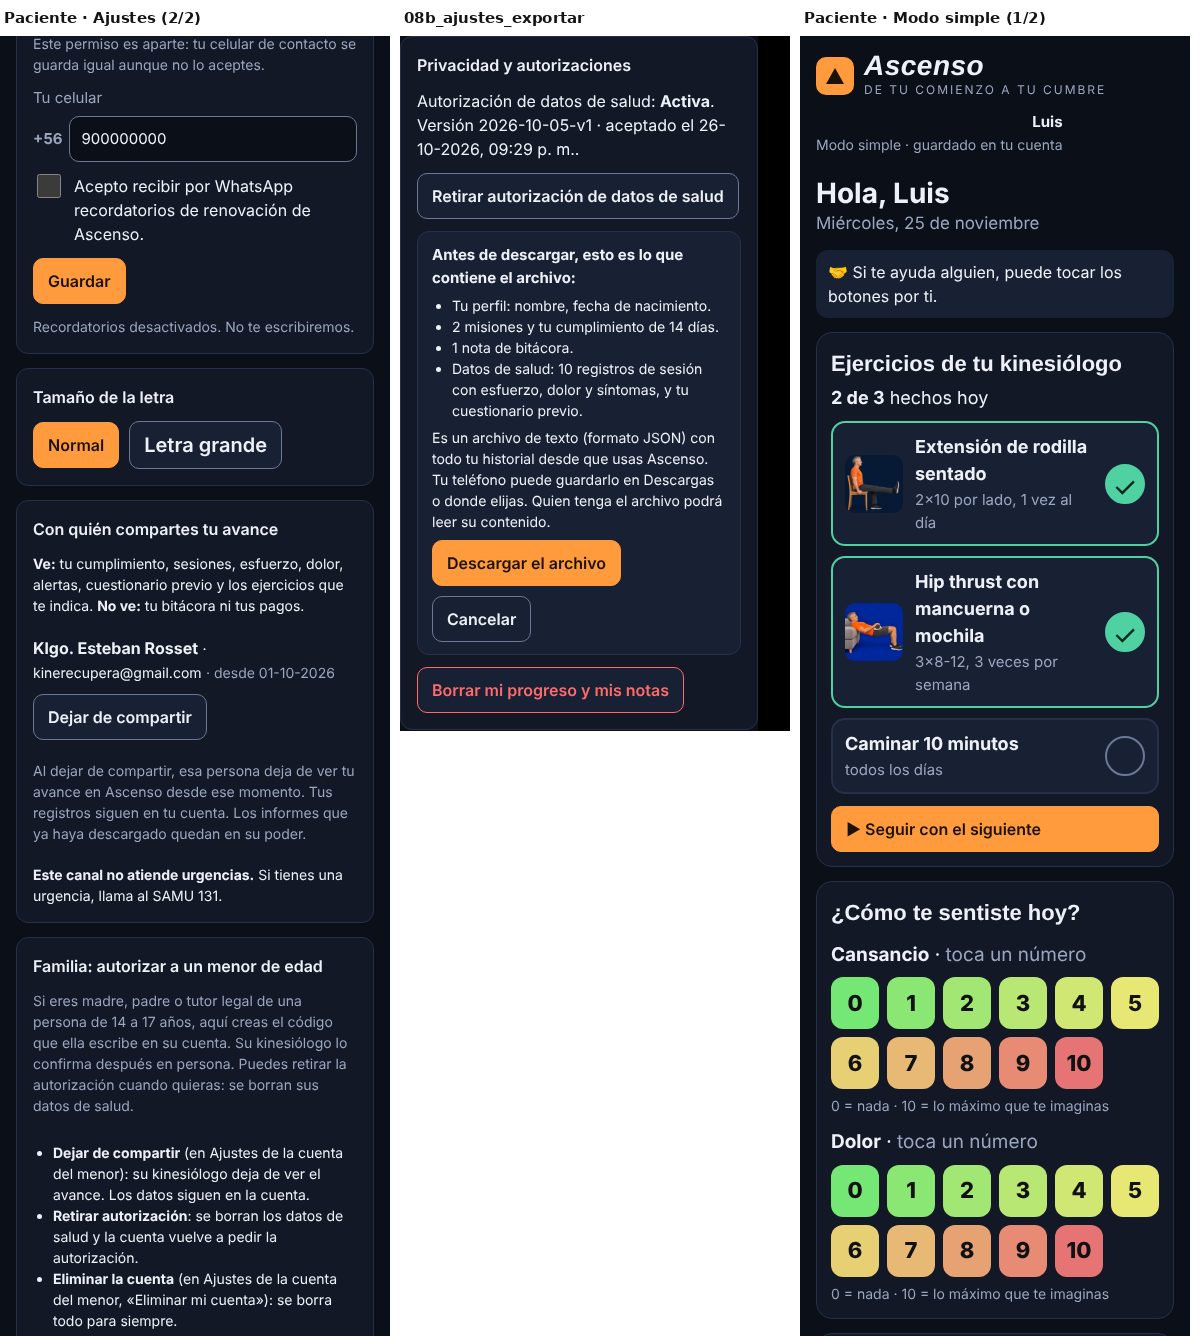 Paciente · Ajustes (2/2)
Este permiso es aparte: tu celular de contacto se
guarda igual aunque no lo aceptes.
Tu celular
+56
900000000
Acepto recibir por WhatsApp
recordatorios de renovación de
Ascenso.
Guardar
Recordatorios desactivados. No te escribiremos.
Tamaño de la letra
Normal
Letra grande
Con quién compartes tu avance
Ve: tu cumplimiento, sesiones, esfuerzo, dolor,
alertas, cuestionario previo y los ejercicios que
te indica. No ve: tu bitácora ni tus pagos.
Klgo. Esteban Rosset ·
kinerecupera@gmail.com · desde 01-10-2026
Dejar de compartir
Al dejar de compartir, esa persona deja de ver tu
avance en Ascenso desde ese momento. Tus
registros siguen en tu cuenta. Los informes que
ya haya descargado quedan en su poder.
Este canal no atiende urgencias. Si tienes una
urgencia, llama al SAMU 131.
Familia: autorizar a un menor de edad
Si eres madre, padre o tutor legal de una
persona de 14 a 17 años, aquí creas el código
que ella escribe en su cuenta. Su kinesiólogo lo
confirma después en persona. Puedes retirar la
autorización cuando quieras: se borran sus
datos de salud.
• Dejar de compartir (en Ajustes de la cuenta
del menor): su kinesiólogo deja de ver el
avance. Los datos siguen en la cuenta.
• Retirar autorización: se borran los datos de
salud y la cuenta vuelve a pedir la
autorización.
• Eliminar la cuenta (en Ajustes de la cuenta
del menor, «Eliminar mi cuenta»): se borra
todo para siempre.
08b_ajustes_exportar
Privacidad y autorizaciones
Autorización de datos de salud: Activa.
Versión 2026-10-05-v1 · aceptado el 26-
10-2026, 09:29 p. m..
Retirar autorización de datos de salud
Antes de descargar, esto es lo que
contiene el archivo:
• Tu perfil: nombre, fecha de nacimiento.
• 2 misiones y tu cumplimiento de 14 días.
• 1 nota de bitácora.
• Datos de salud: 10 registros de sesión
con esfuerzo, dolor y síntomas, y tu
cuestionario previo.
Es un archivo de texto (formato JSON) con
todo tu historial desde que usas Ascenso.
Tu teléfono puede guardarlo en Descargas
o donde elijas. Quien tenga el archivo podrá
leer su contenido.
Descargar el archivo
Cancelar
Borrar mi progreso y mis notas
Paciente · Modo simple (1/2)
Ascenso
DE TU COMIENZO A TU CUMBRE
Luis
Modo simple · guardado en tu cuenta
Hola, Luis
Miércoles, 25 de noviembre
🤝 Si te ayuda alguien, puede tocar los
botones por ti.
Ejercicios de tu kinesiólogo
2 de 3 hechos hoy
Extensión de rodilla
sentado
2×10 por lado, 1 vez al
día
Hip thrust con
mancuerna o
mochila
3×8-12, 3 veces por
semana
Caminar 10 minutos
todos los días
▶ Seguir con el siguiente
¿Cómo te sentiste hoy?
Cansancio · toca un número
0 1 2 3 4 5
6 7 8 9 10
0 = nada · 10 = lo máximo que te imaginas
Dolor · toca un número
0 1 2 3 4 5
6 7 8 9 10
0 = nada · 10 = lo máximo que te imaginas